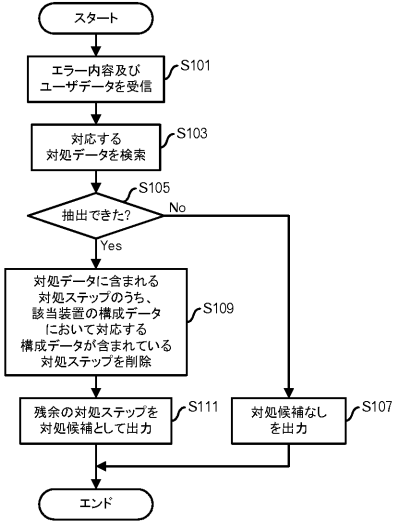 スタート
エラー内容及び
ユーザデータを受信
S101
対応する
対処データを検索
S103
抽出できた?
S105
No
Yes
対処データに含まれる
対処ステップのうち、
該当装置の構成データ
において対応する
構成データが含まれている
対処ステップを削除
S109
残余の対処ステップを
対処候補として出力
S111
対処候補なし
を出力
S107
エンド